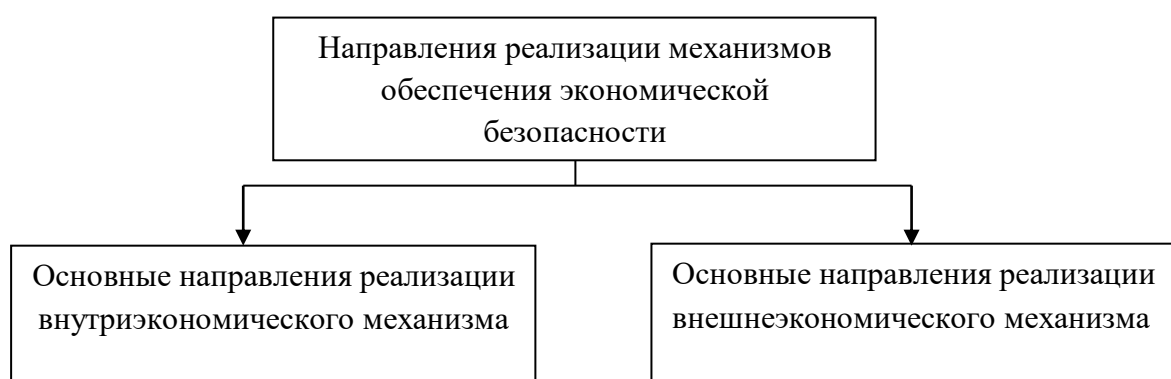 Направления реализации механизмов
обеспечения экономической
безопасности
Основные направления реализации
внутриэкономического механизма
Основные направления реализации
внешнеэкономического механизма